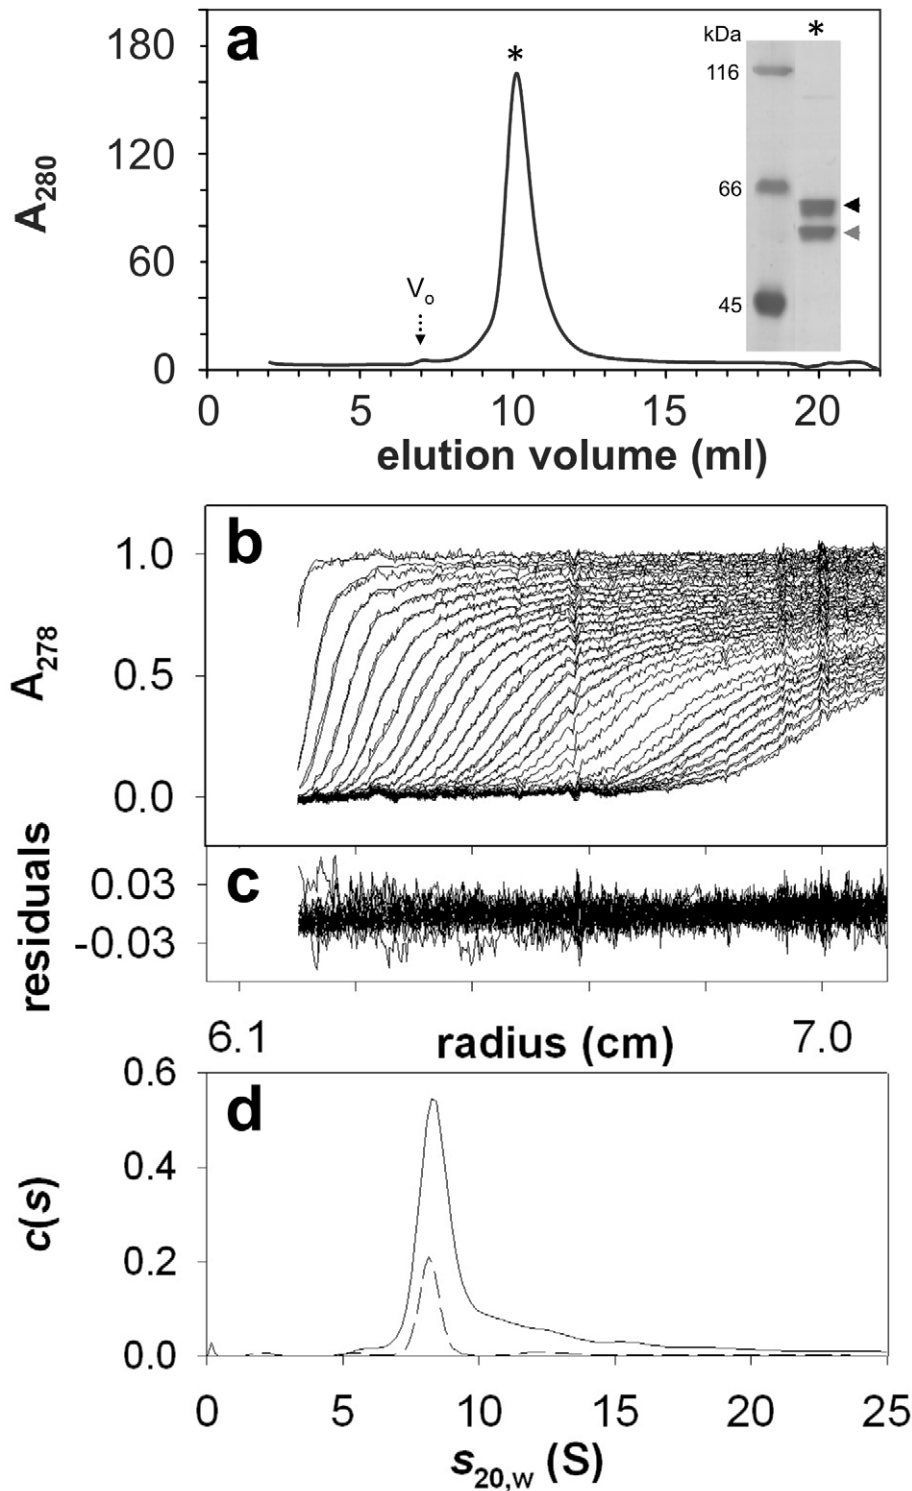 a
180
120
60
0
A280
Vo
*
kDa
*
116
66
45
0 5 10 15 20
elution volume (ml)
b
1.0
0.5
0.0
A278
c
0.03
-0.03
residuals
6.1 radius (cm) 7.0
d
0.6
0.4
0.2
0.0
c(s)
0 5 10 15 20 25
s20,w (S)